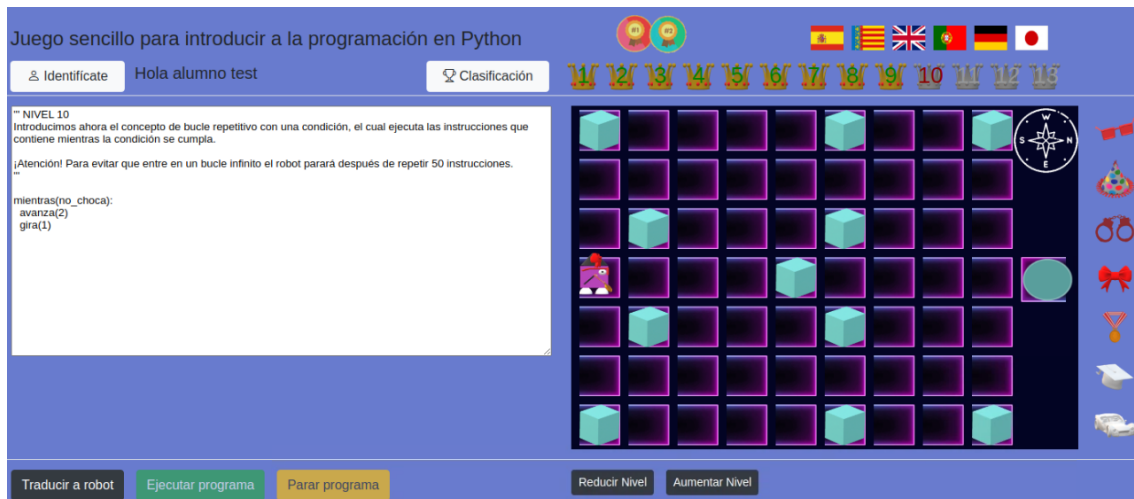 Juego sencillo para introducir a la programación en Python
#1 #2
Identifícate
Hola alumno test
Clasificación
1 2 3 4 5 6 7 8 9 10 11 12 13
''' NIVEL 10
Introducimos ahora el concepto de bucle repetitivo con una condición, el cual ejecuta las instrucciones que
contiene mientras la condición se cumpla.
¡Atención! Para evitar que entre en un bucle infinito el robot parará después de repetir 50 instrucciones.
'''
mientras(no_choca):
avanza(2)
gira(1)
W
S N
E
Traducir a robot
Ejecutar programa
Parar programa
Reducir Nivel
Aumentar Nivel